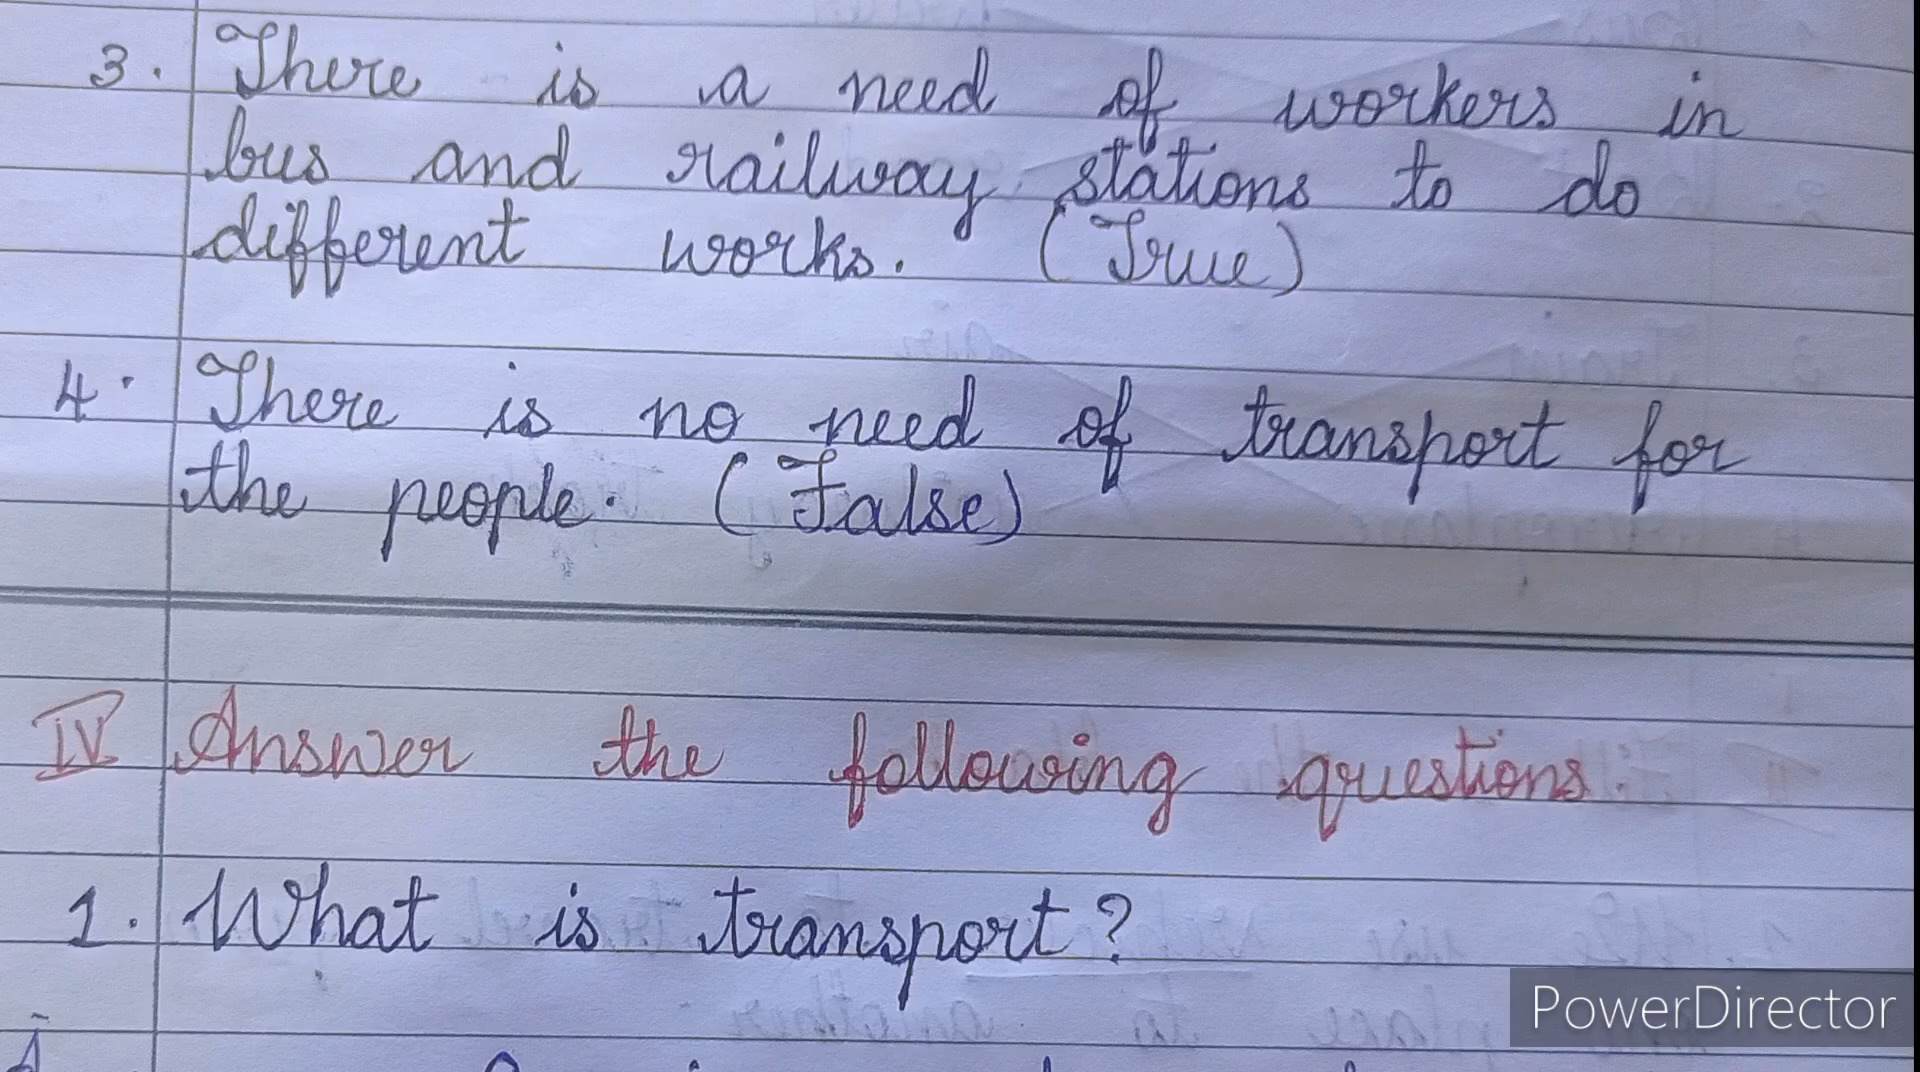 3. There is a need of workers in
bus and railway stations to do
different works. (True)
4. There is no need of transport for
the people. (False)
IV Answer the following questions.
1. What is transport?
PowerDirector